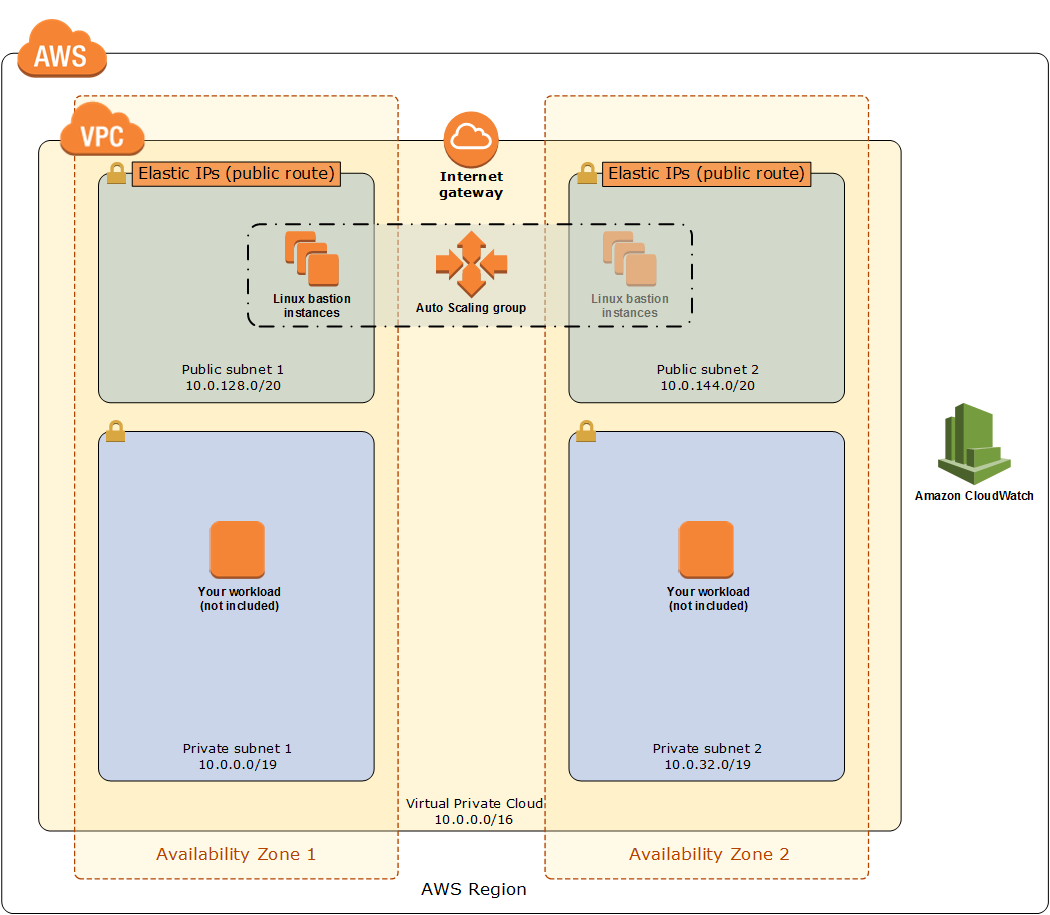 AWS
VPC
Internet
gateway
Elastic IPs (public route)
Elastic IPs (public route)
Linux bastion
instances
Auto Scaling group
Linux bastion
instances
Public subnet 1
10.0.128.0/20
Public subnet 2
10.0.144.0/20
Amazon CloudWatch
Your workload
(not included)
Your workload
(not included)
Private subnet 1
10.0.0.0/19
Private subnet 2
10.0.32.0/19
Virtual Private Cloud
10.0.0.0/16
Availability Zone 1
Availability Zone 2
AWS Region